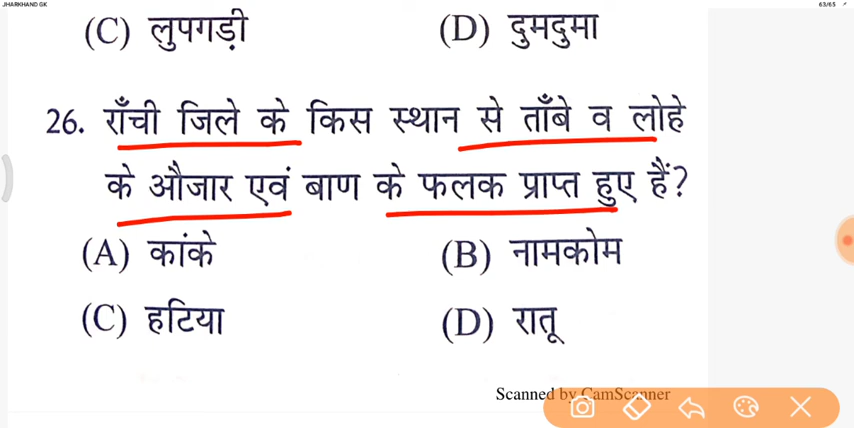 JHARKHAND GK 63/65
(C) लुपगड़ी (D) दुमदुमा
26. राँची जिले के किस स्थान से ताँबे व लोहे
के औजार एवं बाण के फलक प्राप्त हुए हैं?
(A) कांके (B) नामकोम
(C) हटिया (D) रातू
Scanned by CamScanner